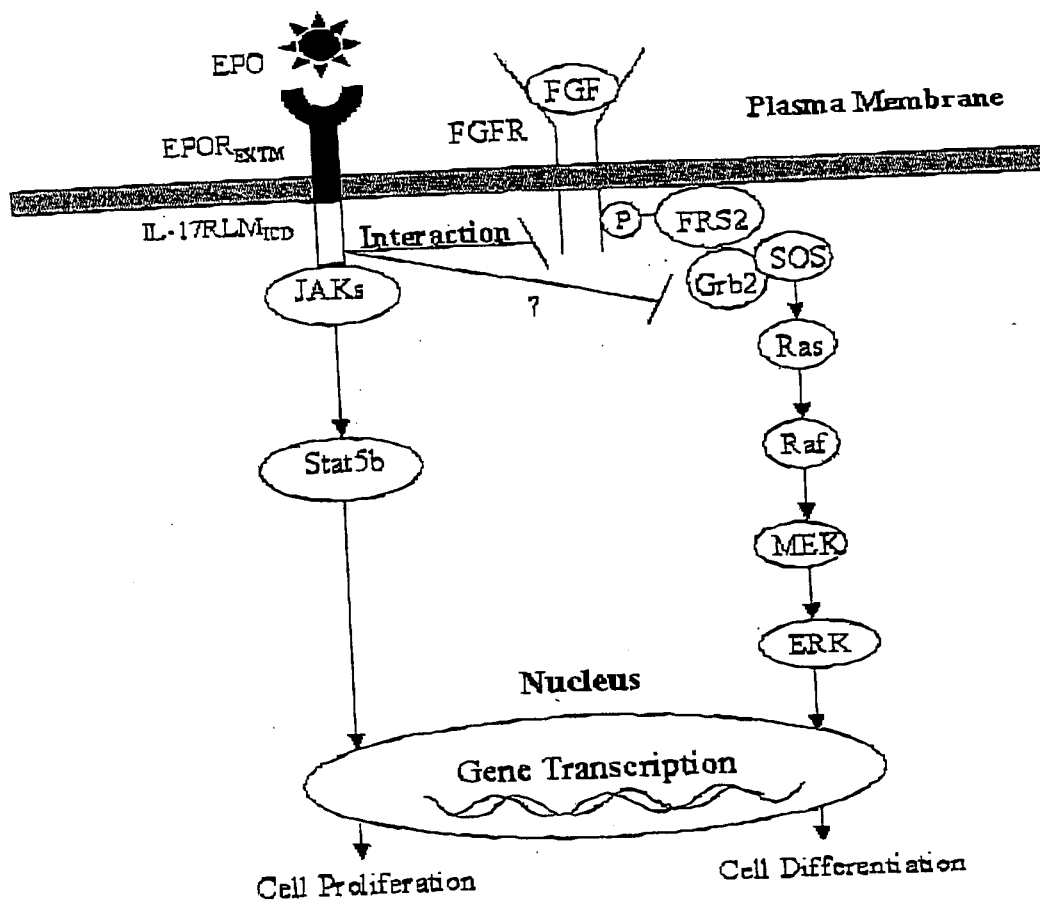 EPO
FGF
Plasma Membrane
FGFR
EPOR_EXTM
P
FRS2
IL-17RLM_ICD
Interaction
SOS
Grb2
JAKs
?
Ras
Raf
Stat5b
MEK
ERK
Nucleus
Gene Transcription
Cell Proliferation
Cell Differentiation